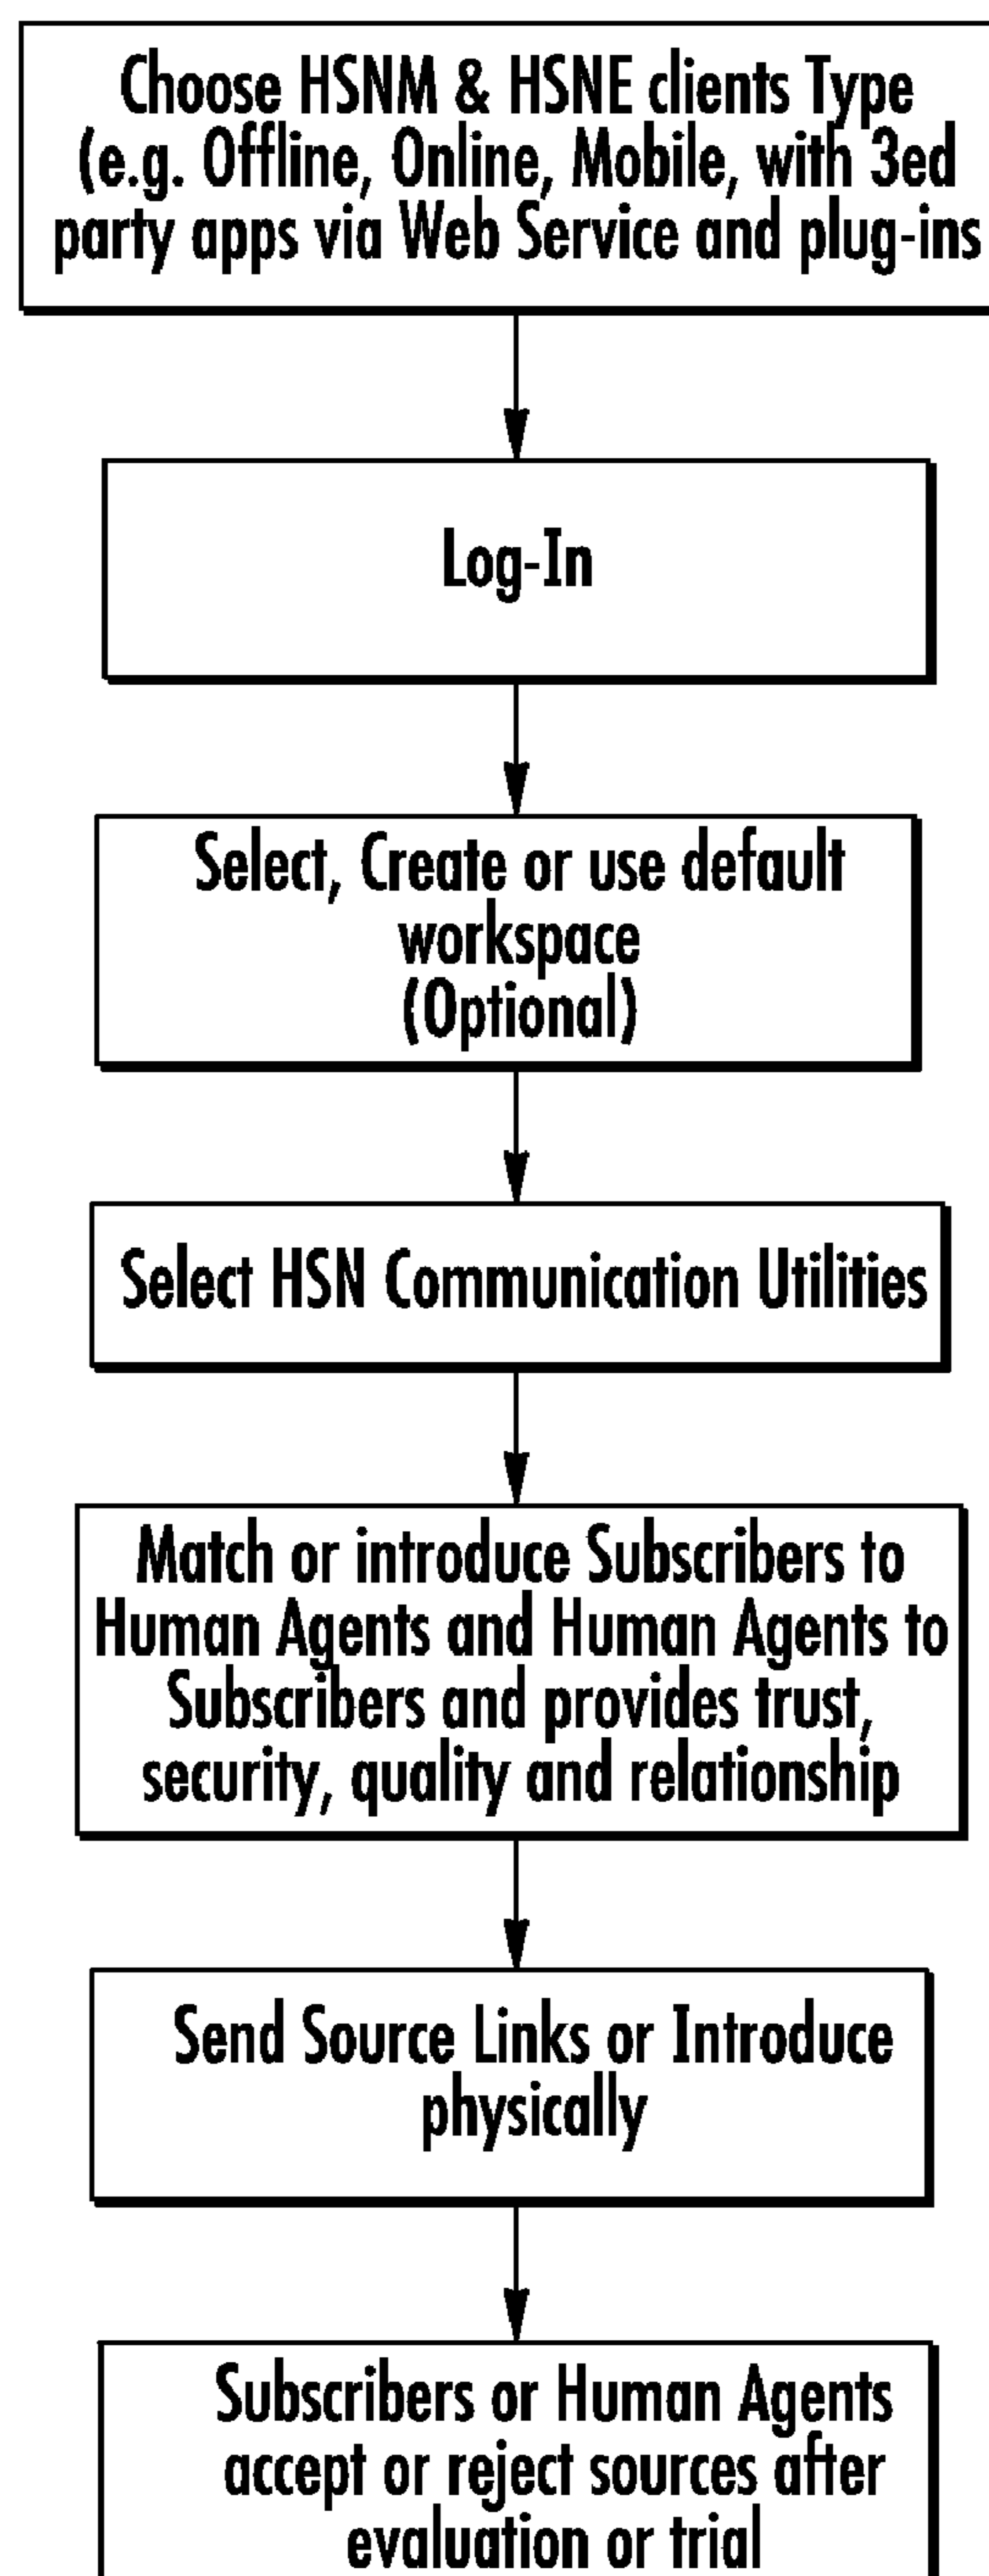 Choose HSNM & HSNE clients Type
(e.g. Offline, Online, Mobile, with 3ed
party apps via Web Service and plug-ins
Log-In
Select, Create or use default
workspace
(Optional)
Select HSN Communication Utilities
Match or introduce Subscribers to
Human Agents and Human Agents to
Subscribers and provides trust,
security, quality and relationship
Send Source Links or Introduce
physically
Subscribers or Human Agents
accept or reject sources after
evaluation or trial